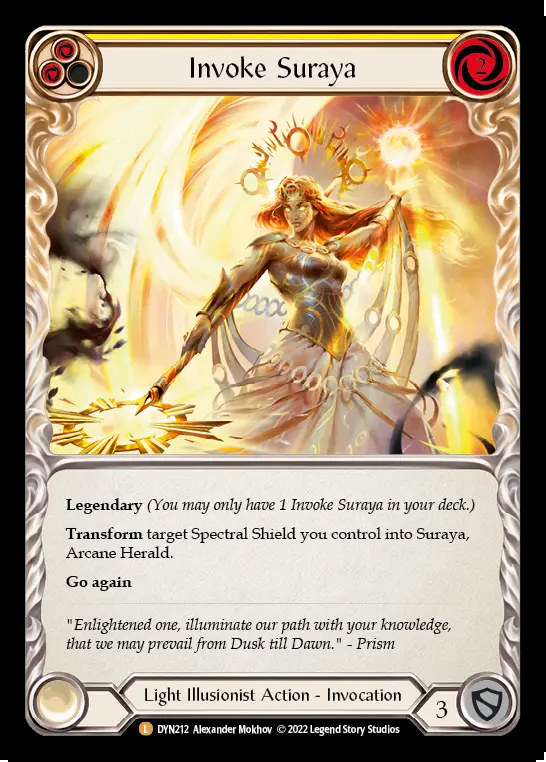 Invoke Suraya
2
Legendary (You may only have 1 Invoke Suraya in your deck.)
Transform target Spectral Shield you control into Suraya,
Arcane Herald.
Go again
"Enlightened one, illuminate our path with your knowledge,
that we may prevail from Dusk till Dawn." - Prism
Light Illusionist Action - Invocation
3
L DYN212 Alexander Mokhov © 2022 Legend Story Studios